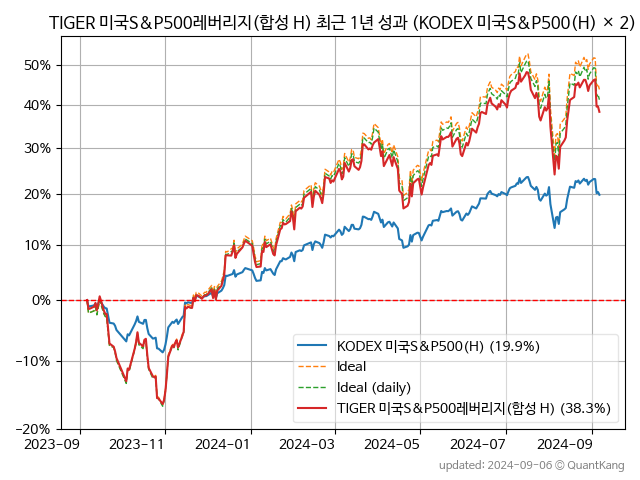 TIGER 미국S&P500레버리지(합성 H) 최근 1년 성과 (KODEX 미국S&P500(H) × 2)
50%
40%
30%
20%
10%
0%
−10%
−20%
KODEX 미국S&P500(H) (19.9%)
Ideal
Ideal (daily)
TIGER 미국S&P500레버리지(합성 H) (38.3%)
2023-09 2023-11 2024-01 2024-03 2024-05 2024-07 2024-09
updated: 2024-09-06 © QuantKang